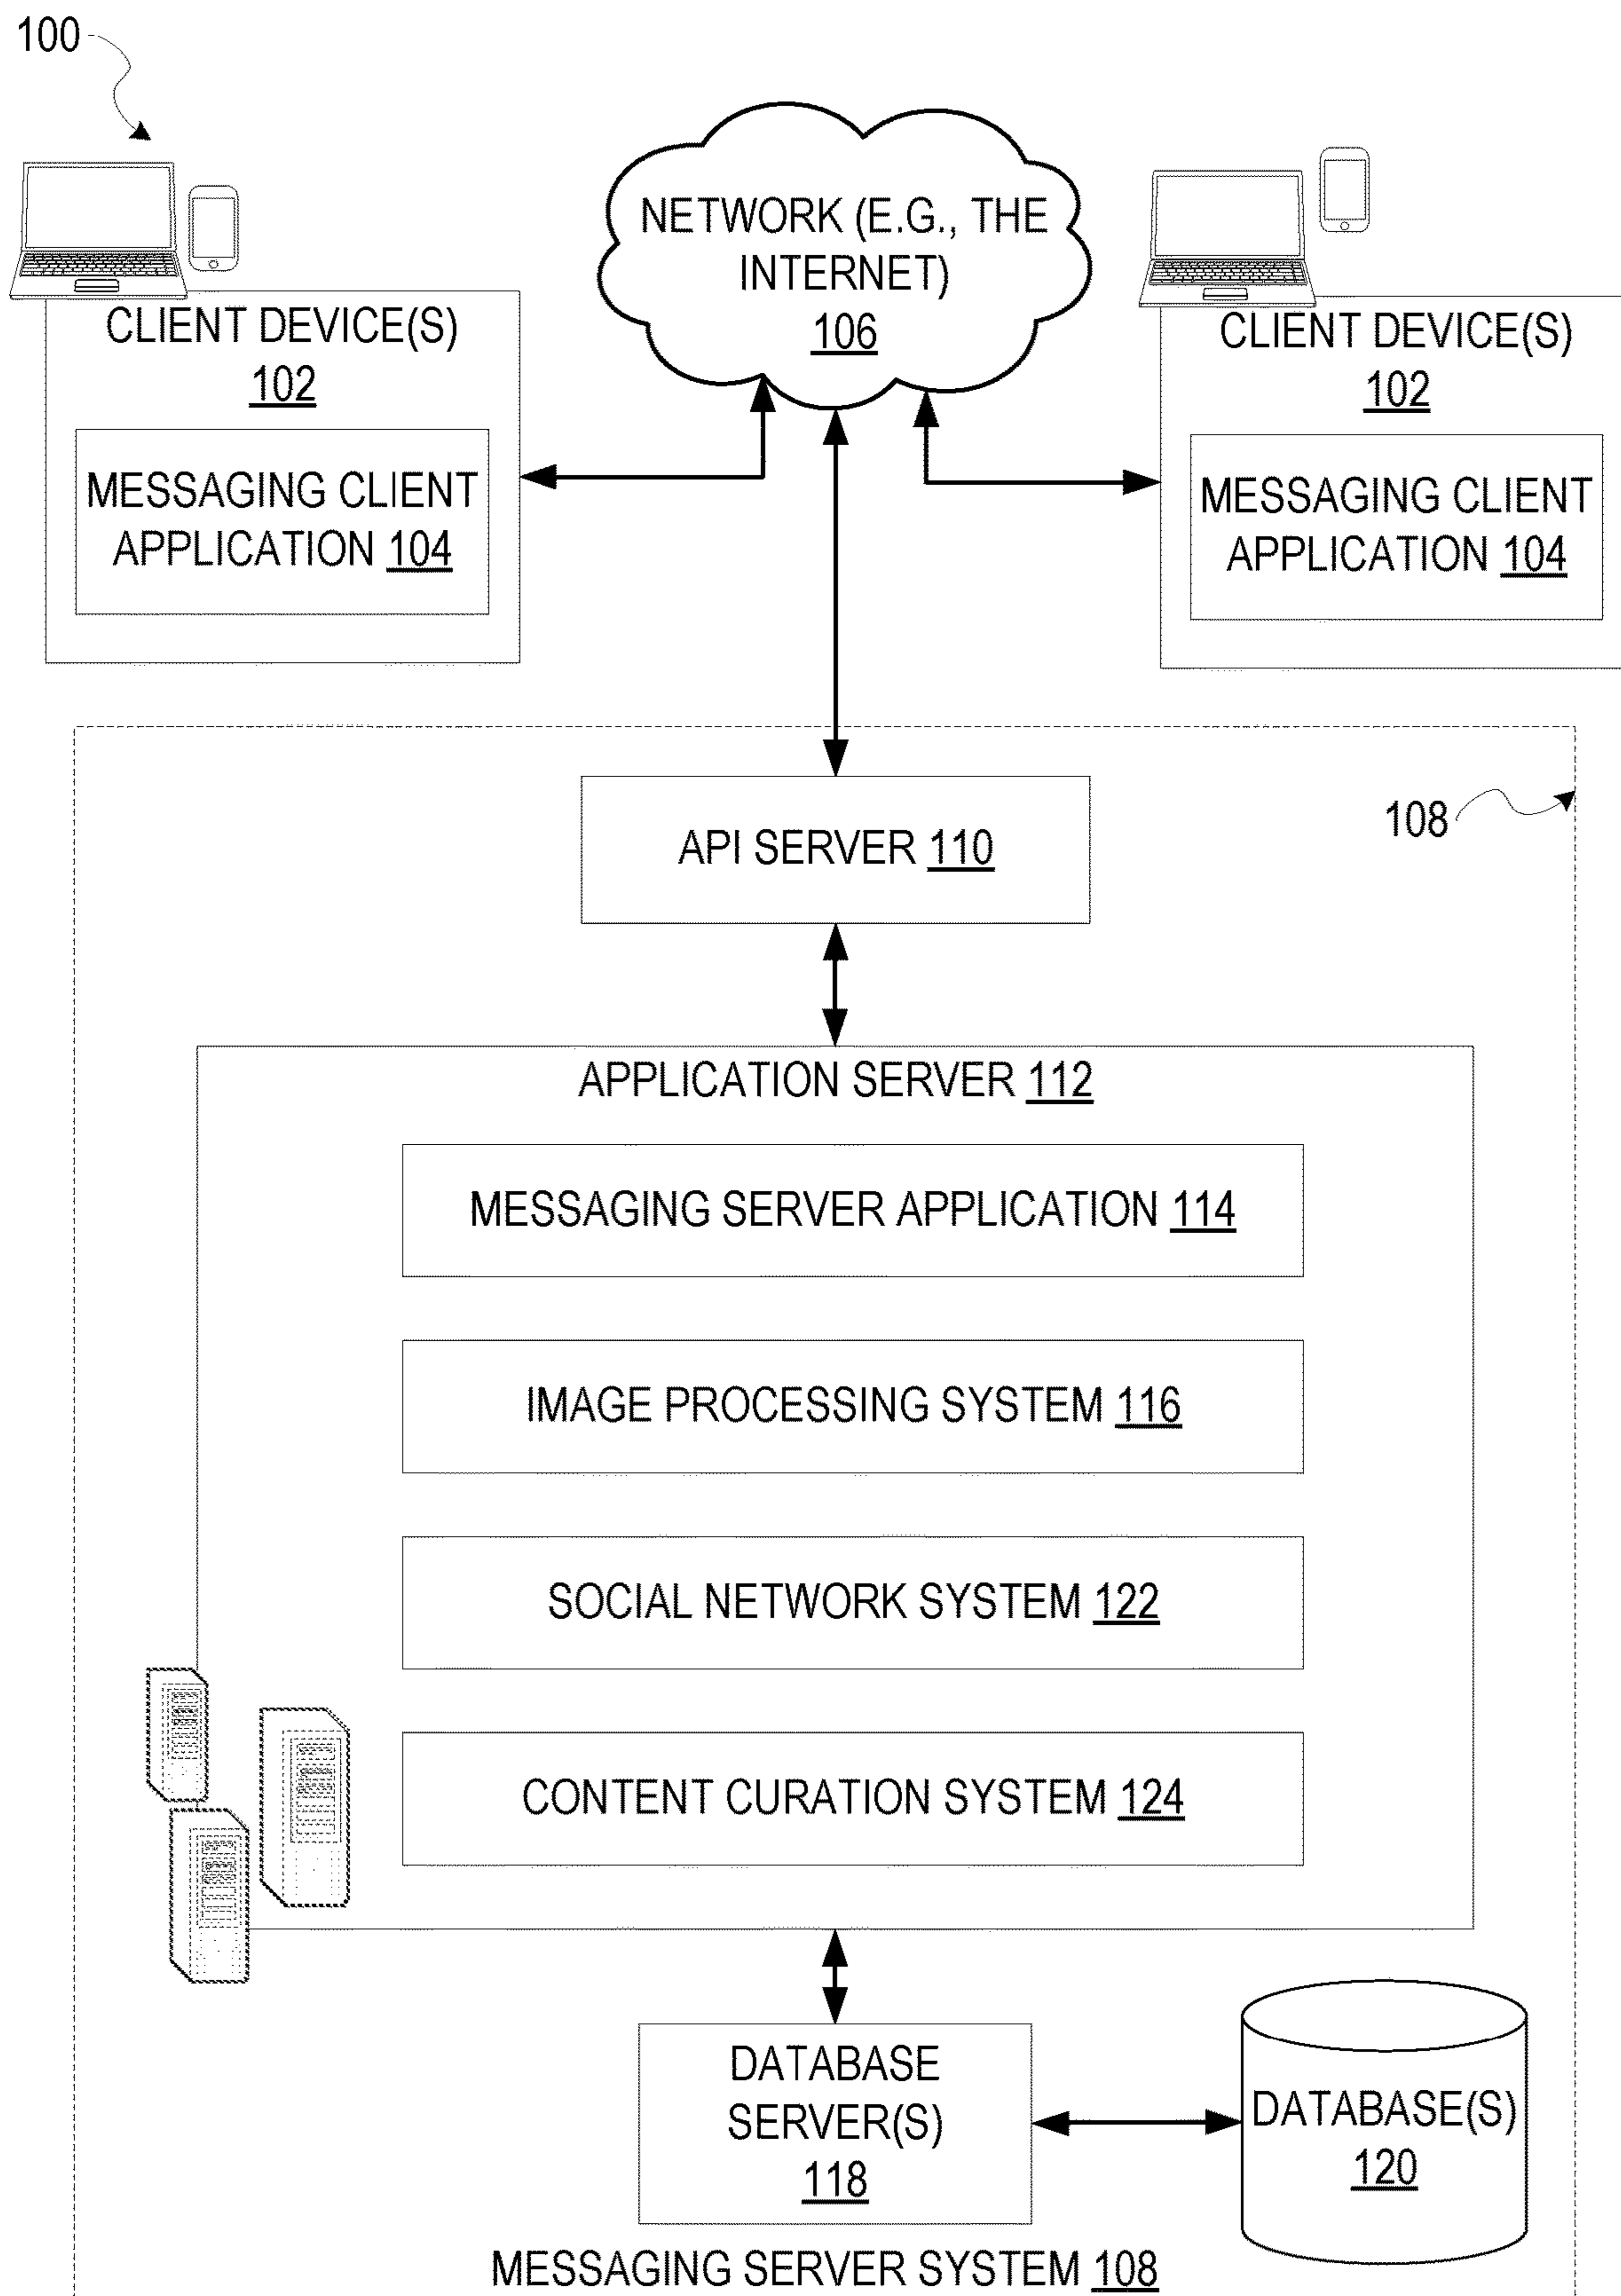 100
NETWORK (E.G., THE
INTERNET)
106
CLIENT DEVICE(S)
102
MESSAGING CLIENT
APPLICATION 104
CLIENT DEVICE(S)
102
MESSAGING CLIENT
APPLICATION 104
108
API SERVER 110
APPLICATION SERVER 112
MESSAGING SERVER APPLICATION 114
IMAGE PROCESSING SYSTEM 116
SOCIAL NETWORK SYSTEM 122
CONTENT CURATION SYSTEM 124
DATABASE
SERVER(S)
118
DATABASE(S)
120
MESSAGING SERVER SYSTEM 108